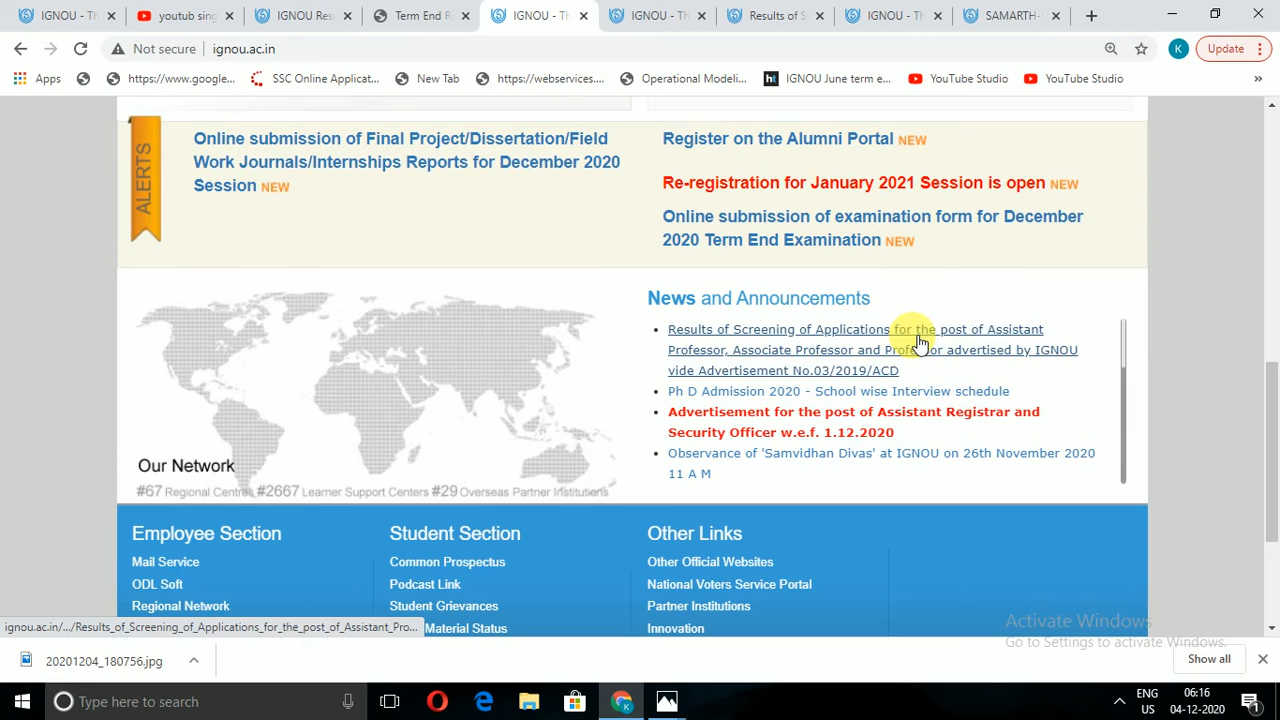 IGNOU - Th
youtub sing
IGNOU Res
Term End R
IGNOU - Th
IGNOU - Th
Results of S
IGNOU - Th
SAMARTH-
Not secure
ignou.ac.in
K
Update
Apps
https://www.google...
SSC Online Applicat...
New Tab
https://webservices....
Operational Modeli...
ht
IGNOU June term e...
YouTube Studio
YouTube Studio
»
ALERTS
Online submission of Final Project/Dissertation/Field
Work Journals/Internships Reports for December 2020
Session NEW
Register on the Alumni Portal NEW
Re-registration for January 2021 Session is open NEW
Online submission of examination form for December
2020 Term End Examination NEW
Our Network
#67 Regional Centres #2667 Learner Support Centers #29 Overseas Partner Institutions
News and Announcements
Results of Screening of Applications for the post of Assistant
Professor, Associate Professor and Professor advertised by IGNOU
vide Advertisement No.03/2019/ACD
Ph D Admission 2020 - School wise Interview schedule
Advertisement for the post of Assistant Registrar and
Security Officer w.e.f. 1.12.2020
Observance of 'Samvidhan Divas' at IGNOU on 26th November 2020
11 A M
Employee Section
Mail Service
ODL Soft
Regional Network
Student Section
Common Prospectus
Podcast Link
Student Grievances
Material Status
Other Links
Other Official Websites
National Voters Service Portal
Partner Institutions
Innovation
ignou.ac.in/.../Results_of_Screening_of_Applications_for_the_post_of_Assistant_Pro...
Activate Windows
Go to Settings to activate Windows.
20201204_180756.jpg
Show all
Type here to search
ENG
US
06:16
04-12-2020
1